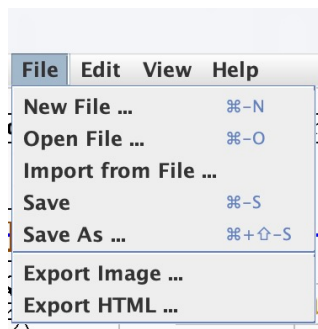 File Edit View Help
New File ... ⌘-N
Open File ... ⌘-O
Import from File ...
Save ⌘-S
Save As ... ⌘+⇧-S
Export Image ...
Export HTML ...